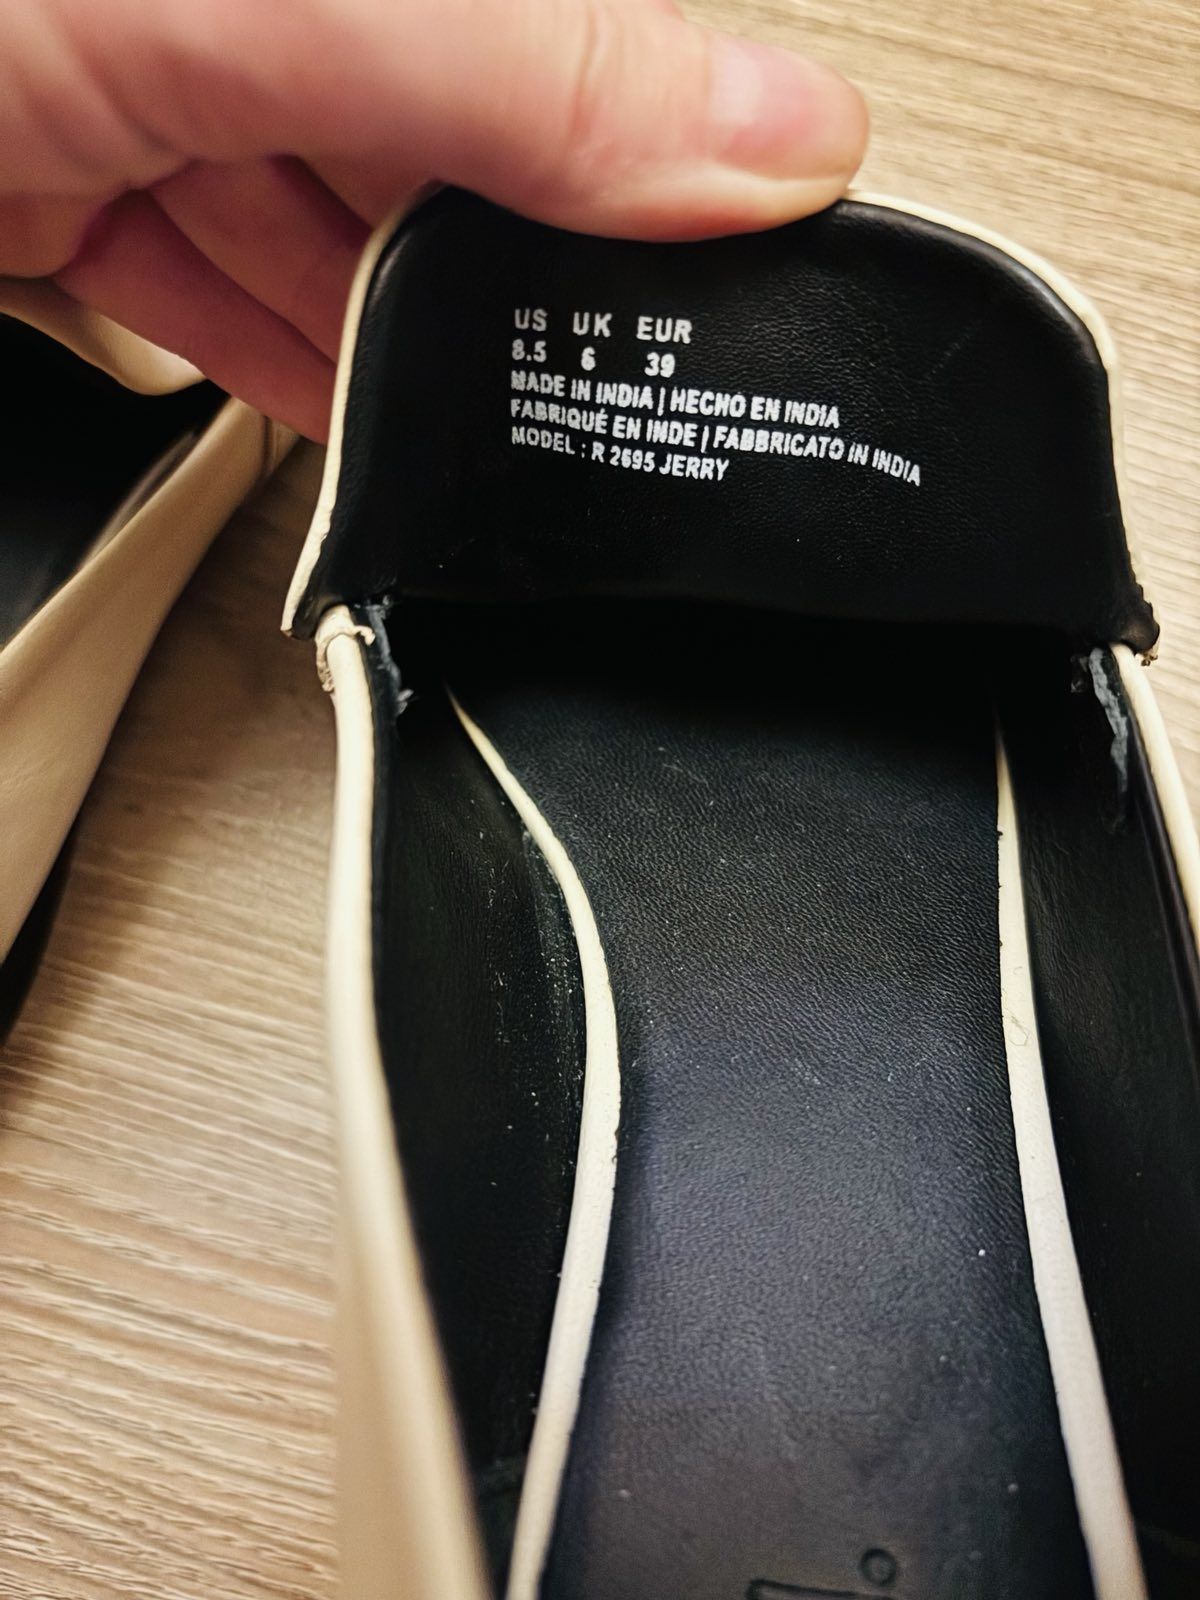 US UK EUR
8.5 6 39
MADE IN INDIA | HECHO EN INDIA
FABRIQUÉ EN INDE | FABBRICATO IN INDIA
MODEL : R 2695 JERRY